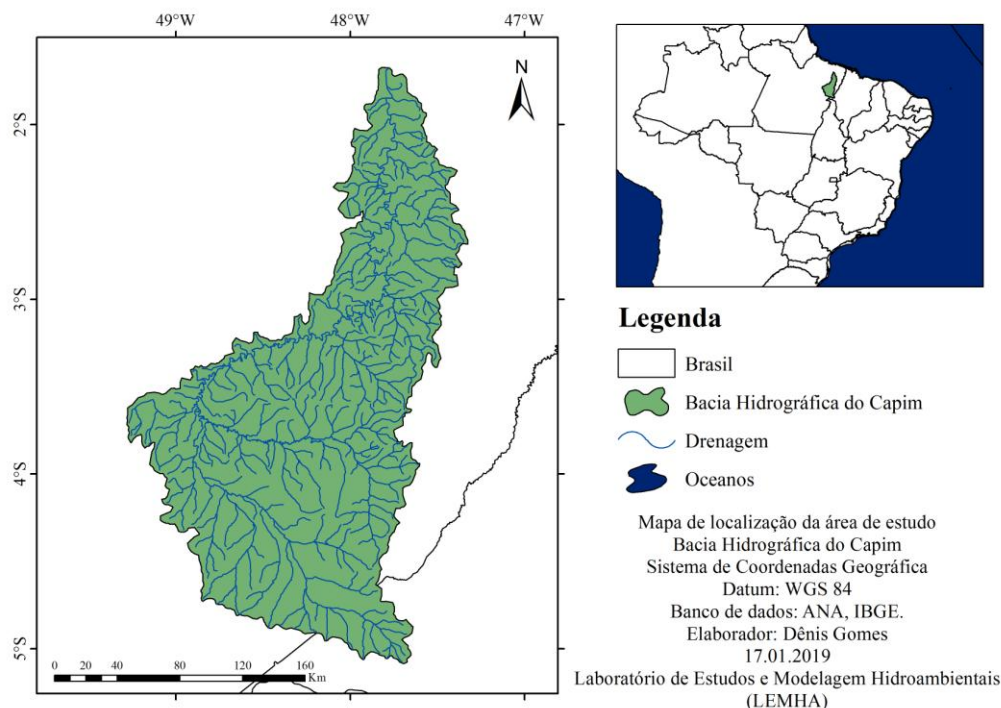 49°W
48°W
47°W
N
2°S
3°S
4°S
5°S
0 10 20 40 80 120 160
Km
Legenda
Brasil
Bacia Hidrográfica do Capim
Drenagem
Oceanos
Mapa de localização da área de estudo
Bacia Hidrográfica do Capim
Sistema de Coordenadas Geográfica
Datum: WGS 84
Banco de dados: ANA, IBGE.
Elaborador: Dênis Gomes
17.01.2019
Laboratório de Estudos e Modelagem Hidroambientais
(LEMHA)